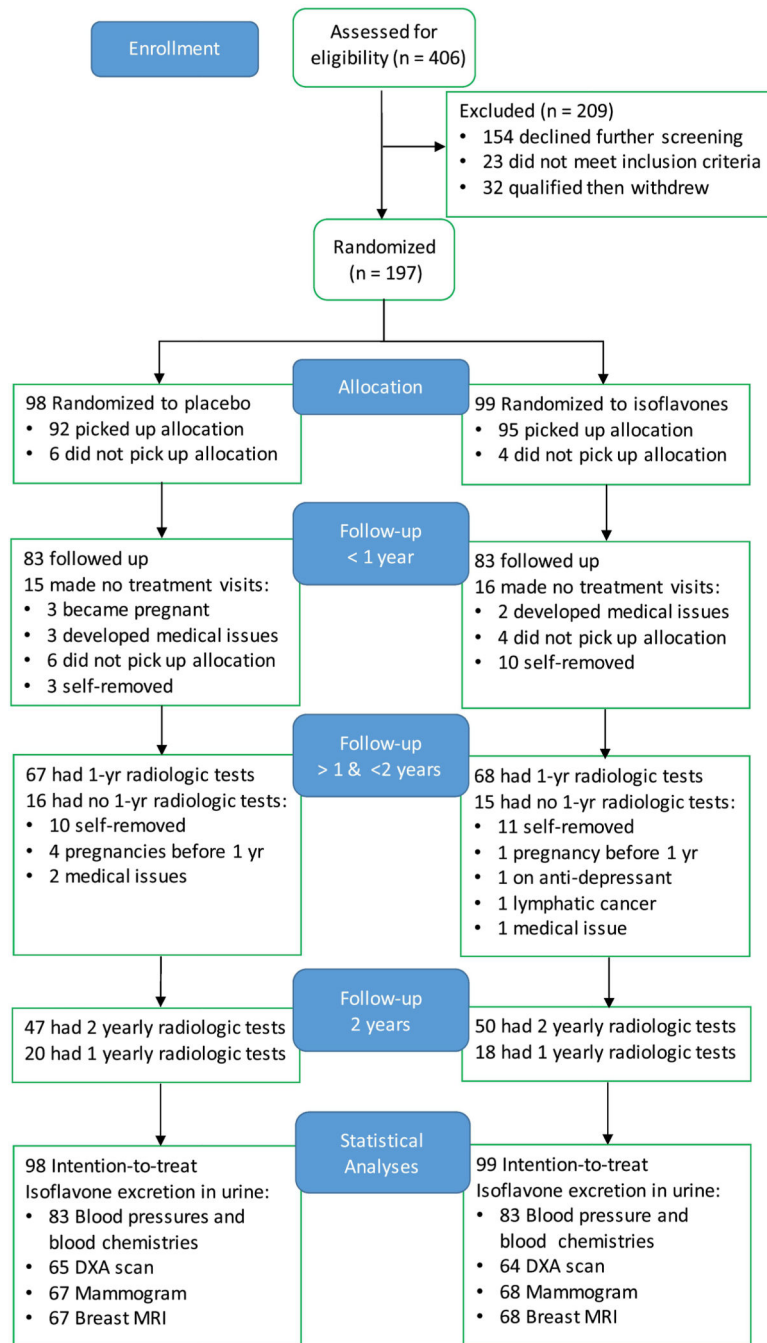 Enrollment
Assessed for
eligibility (n = 406)
Excluded (n = 209)
• 154 declined further screening
• 23 did not meet inclusion criteria
• 32 qualified then withdrew
Randomized
(n = 197)
Allocation
98 Randomized to placebo
• 92 picked up allocation
• 6 did not pick up allocation
99 Randomized to isoflavones
• 95 picked up allocation
• 4 did not pick up allocation
Follow-up
< 1 year
83 followed up
15 made no treatment visits:
• 3 became pregnant
• 3 developed medical issues
• 6 did not pick up allocation
• 3 self-removed
83 followed up
16 made no treatment visits:
• 2 developed medical issues
• 4 did not pick up allocation
• 10 self-removed
Follow-up
> 1 & <2 years
67 had 1-yr radiologic tests
16 had no 1-yr radiologic tests:
• 10 self-removed
• 4 pregnancies before 1 yr
• 2 medical issues
68 had 1-yr radiologic tests
15 had no 1-yr radiologic tests:
• 11 self-removed
• 1 pregnancy before 1 yr
• 1 on anti-depressant
• 1 lymphatic cancer
• 1 medical issue
Follow-up
2 years
47 had 2 yearly radiologic tests
20 had 1 yearly radiologic tests
50 had 2 yearly radiologic tests
18 had 1 yearly radiologic tests
Statistical
Analyses
98 Intention-to-treat
Isoflavone excretion in urine:
• 83 Blood pressures and
blood chemistries
• 65 DXA scan
• 67 Mammogram
• 67 Breast MRI
99 Intention-to-treat
Isoflavone excretion in urine:
• 83 Blood pressure and
blood chemistries
• 64 DXA scan
• 68 Mammogram
• 68 Breast MRI